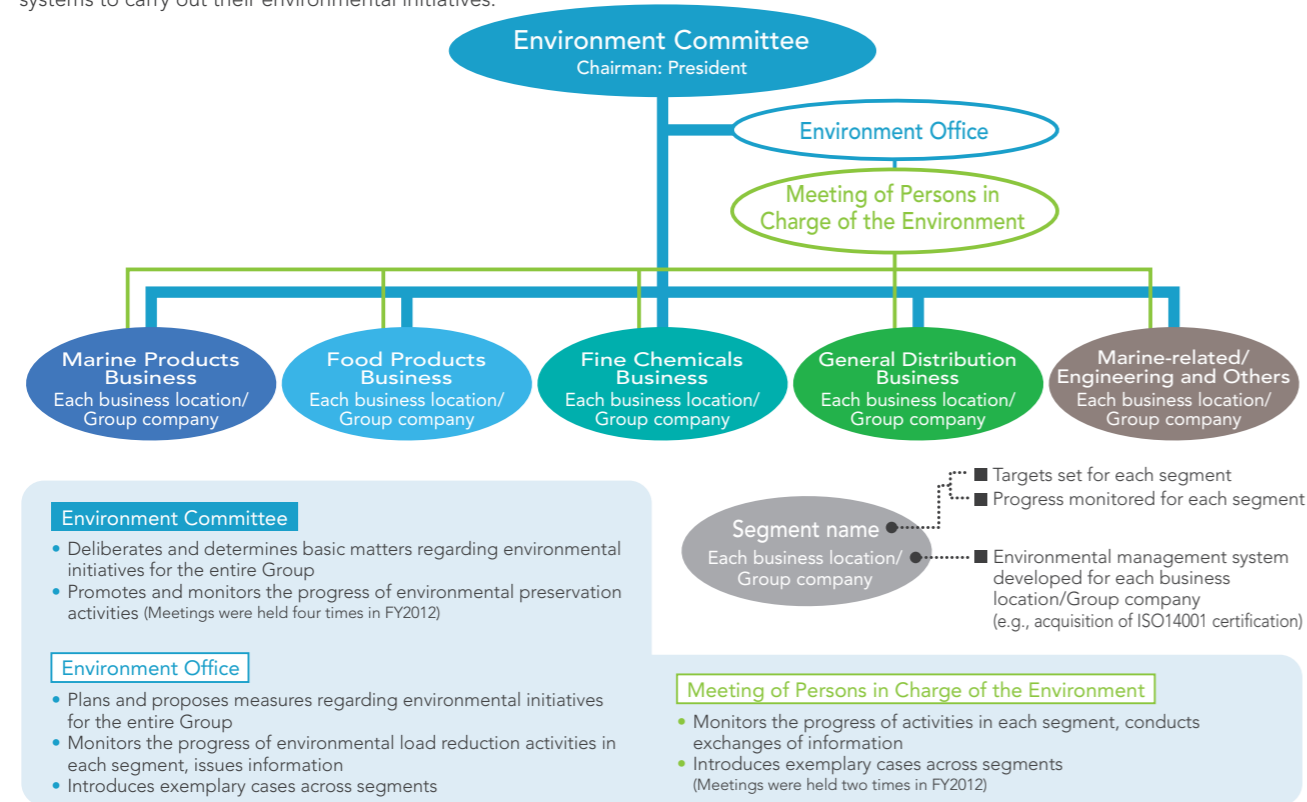 systems to carry out their environmental initiatives.
Environment Committee
Chairman: President
Environment Office
Meeting of Persons in
Charge of the Environment
Marine Products
Business
Each business location/
Group company
Food Products
Business
Each business location/
Group company
Fine Chemicals
Business
Each business location/
Group company
General Distribution
Business
Each business location/
Group company
Marine-related/
Engineering and Others
Each business location/
Group company
Segment name
Each business location/
Group company
■ Targets set for each segment
■ Progress monitored for each segment
■ Environmental management system
developed for each business
location/Group company
(e.g., acquisition of ISO14001 certification)
Environment Committee
• Deliberates and determines basic matters regarding environmental
initiatives for the entire Group
• Promotes and monitors the progress of environmental preservation
activities (Meetings were held four times in FY2012)
Environment Office
• Plans and proposes measures regarding environmental initiatives
for the entire Group
• Monitors the progress of environmental load reduction activities in
each segment, issues information
• Introduces exemplary cases across segments
Meeting of Persons in Charge of the Environment
• Monitors the progress of activities in each segment, conducts
exchanges of information
• Introduces exemplary cases across segments
(Meetings were held two times in FY2012)